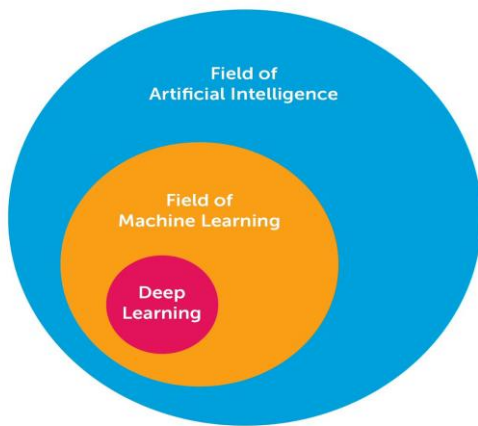 Field of
Artificial Intelligence
Field of
Machine Learning
Deep
Learning